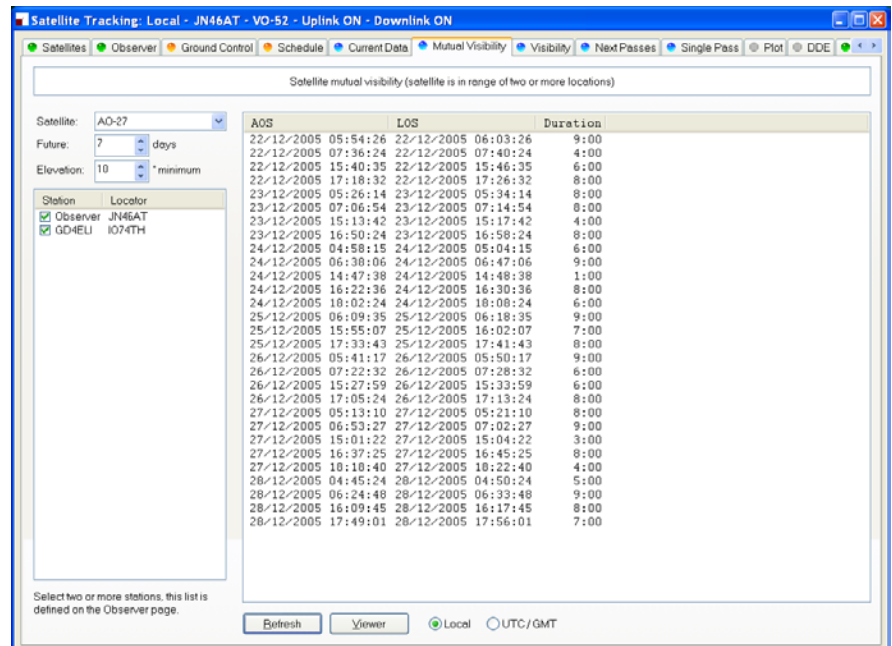 Satellite Tracking: Local - JN46AT - VO-52 - Uplink ON - Downlink ON
Satellites Observer Ground Control Schedule Current Data Mutual Visibility Visibility Next Passes Single Pass Plot DDE
Satellite mutual visibility (satellite is in range of two or more locations)
Satellite: AO-27
Future: 7 days
Elevation: 10 ° minimum
Station Locator
Observer JN46AT
GD4ELI IO74TH
Select two or more stations, this list is
defined on the Observer page.
AOS LOS Duration
22/12/2005 05:54:26 22/12/2005 06:03:26 9:00
22/12/2005 07:36:24 22/12/2005 07:40:24 4:00
22/12/2005 15:40:35 22/12/2005 15:46:35 6:00
22/12/2005 17:18:32 22/12/2005 17:26:32 8:00
23/12/2005 05:26:14 23/12/2005 05:34:14 8:00
23/12/2005 07:06:54 23/12/2005 07:14:54 8:00
23/12/2005 15:13:42 23/12/2005 15:17:42 4:00
23/12/2005 16:50:24 23/12/2005 16:58:24 8:00
24/12/2005 04:58:15 24/12/2005 05:04:15 6:00
24/12/2005 06:38:06 24/12/2005 06:47:06 9:00
24/12/2005 14:47:38 24/12/2005 14:48:38 1:00
24/12/2005 16:22:36 24/12/2005 16:30:36 8:00
24/12/2005 18:02:24 24/12/2005 18:08:24 6:00
25/12/2005 06:09:35 25/12/2005 06:18:35 9:00
25/12/2005 15:55:07 25/12/2005 16:02:07 7:00
25/12/2005 17:33:43 25/12/2005 17:41:43 8:00
26/12/2005 05:41:17 26/12/2005 05:50:17 9:00
26/12/2005 07:22:32 26/12/2005 07:28:32 6:00
26/12/2005 15:27:59 26/12/2005 15:33:59 6:00
26/12/2005 17:05:24 26/12/2005 17:13:24 8:00
27/12/2005 05:13:10 27/12/2005 05:21:10 8:00
27/12/2005 06:53:27 27/12/2005 07:02:27 9:00
27/12/2005 15:01:22 27/12/2005 15:04:22 3:00
27/12/2005 16:37:25 27/12/2005 16:45:25 8:00
27/12/2005 18:18:40 27/12/2005 18:22:40 4:00
28/12/2005 04:45:24 28/12/2005 04:50:24 5:00
28/12/2005 06:24:48 28/12/2005 06:33:48 9:00
28/12/2005 16:09:45 28/12/2005 16:17:45 8:00
28/12/2005 17:49:01 28/12/2005 17:56:01 7:00
Refresh Viewer Local UTC/GMT